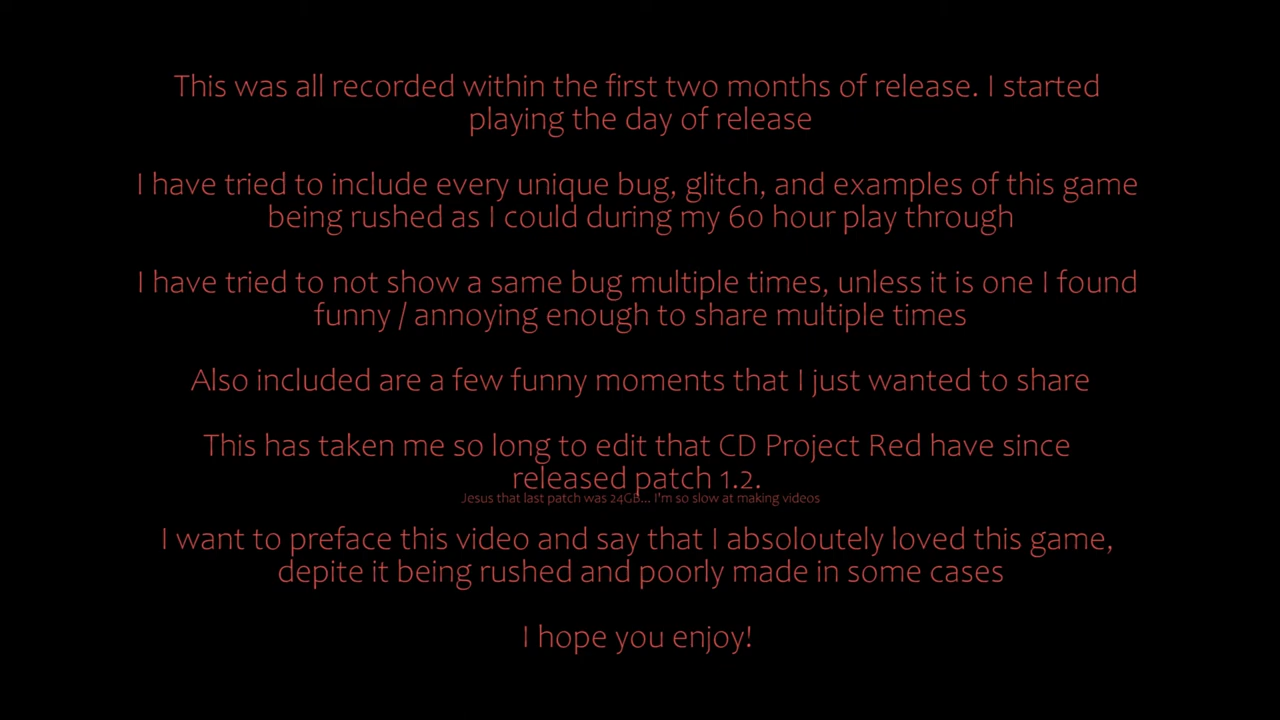 This was all recorded within the first two months of release. I started
playing the day of release
I have tried to include every unique bug, glitch, and examples of this game
being rushed as I could during my 60 hour play through
I have tried to not show a same bug multiple times, unless it is one I found
funny / annoying enough to share multiple times
Also included are a few funny moments that I just wanted to share
This has taken me so long to edit that CD Project Red have since
released patch 1.2.
Jesus that last patch was 24GB... I'm so slow at making videos
I want to preface this video and say that I absoloutely loved this game,
depite it being rushed and poorly made in some cases
I hope you enjoy!